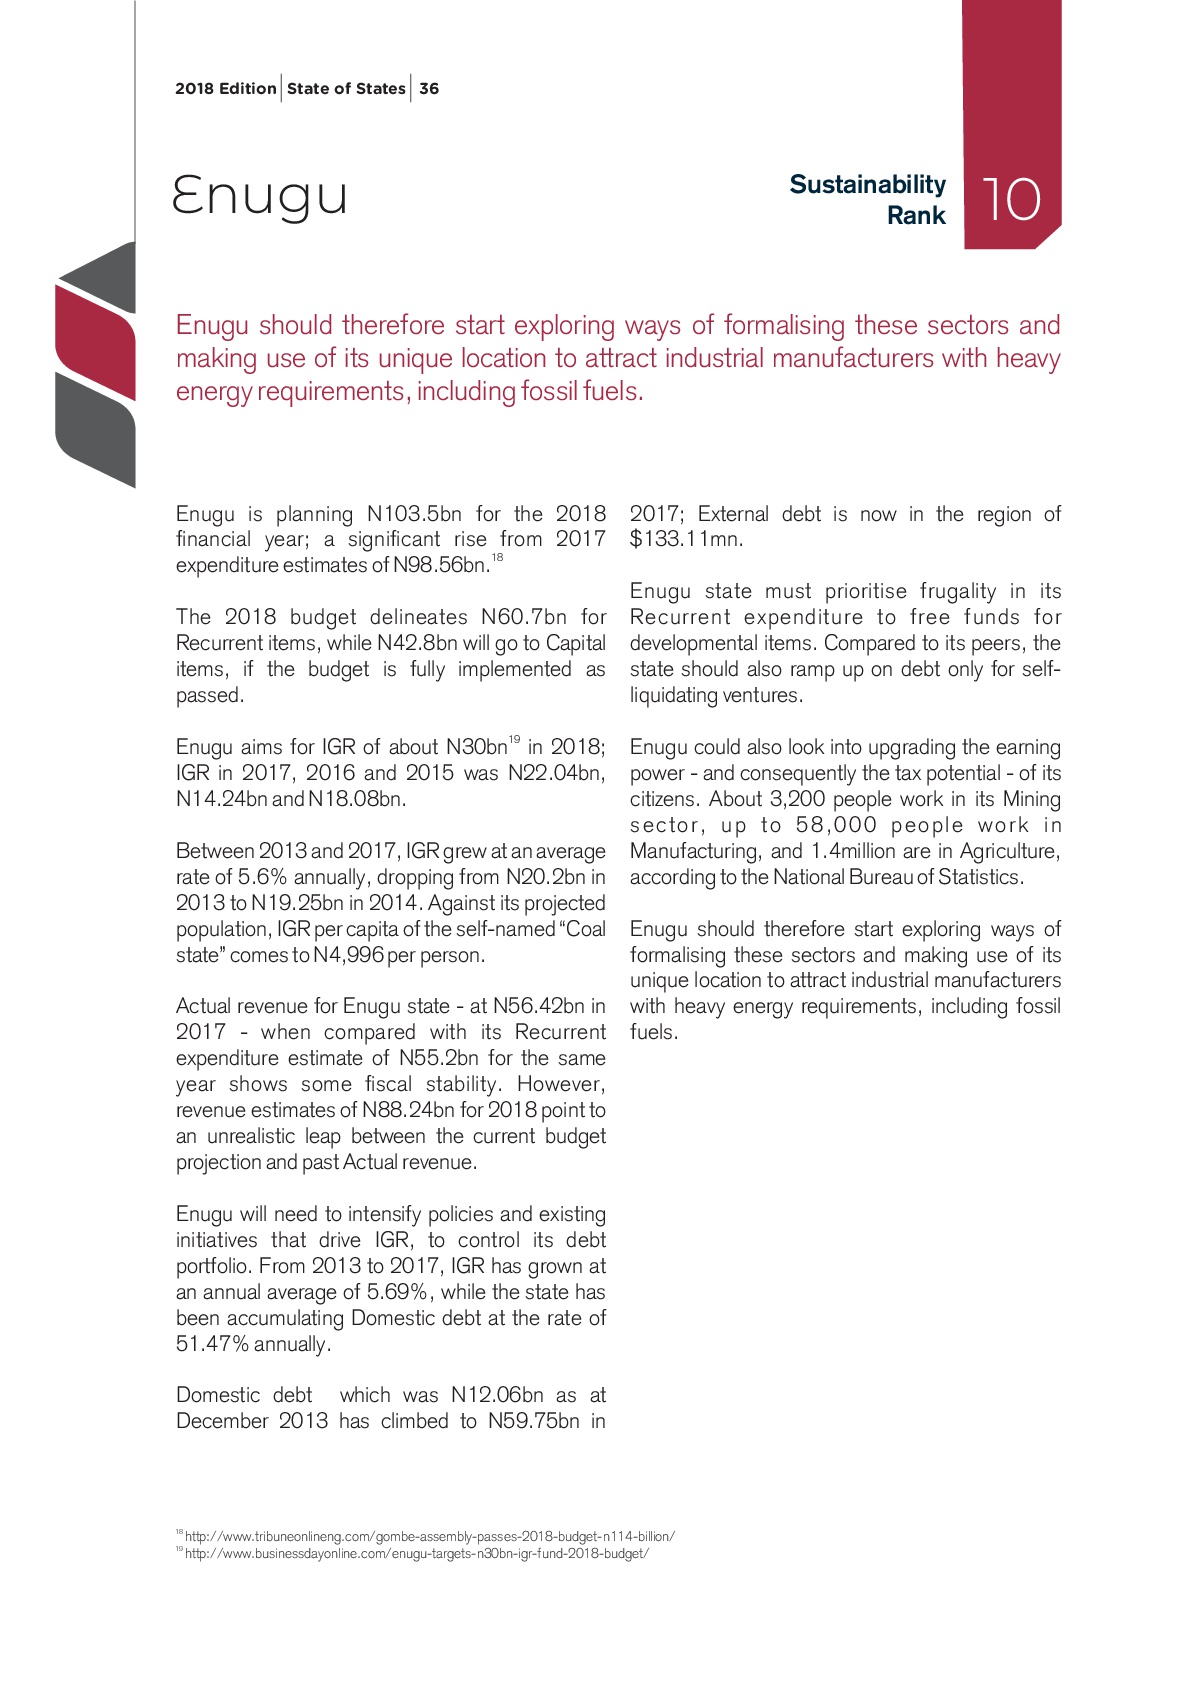 2018 Edition State of States 36
Enugu
Sustainability
Rank
10
Enugu should therefore start exploring ways of formalising these sectors and
making use of its unique location to attract industrial manufacturers with heavy
energy requirements, including fossil fuels.
Enugu is planning N103.5bn for the 2018
financial year; a significant rise from 2017
expenditure estimates of N98.56bn.18
The 2018 budget delineates N60.7bn for
Recurrent items, while N42.8bn will go to Capital
items, if the budget is fully implemented as
passed.
Enugu aims for IGR of about N30bn19 in 2018;
IGR in 2017, 2016 and 2015 was N22.04bn,
N14.24bn and N18.08bn.
Between 2013 and 2017, IGR grew at an average
rate of 5.6% annually, dropping from N20.2bn in
2013 to N19.25bn in 2014. Against its projected
population, IGR per capita of the self-named “Coal
state” comes to N4,996 per person.
Actual revenue for Enugu state - at N56.42bn in
2017 - when compared with its Recurrent
expenditure estimate of N55.2bn for the same
year shows some fiscal stability. However,
revenue estimates of N88.24bn for 2018 point to
an unrealistic leap between the current budget
projection and past Actual revenue.
Enugu will need to intensify policies and existing
initiatives that drive IGR, to control its debt
portfolio. From 2013 to 2017, IGR has grown at
an annual average of 5.69%, while the state has
been accumulating Domestic debt at the rate of
51.47% annually.
Domestic debt which was N12.06bn as at
December 2013 has climbed to N59.75bn in
2017; External debt is now in the region of
$133.11mn.
Enugu state must prioritise frugality in its
Recurrent expenditure to free funds for
developmental items. Compared to its peers, the
state should also ramp up on debt only for self-
liquidating ventures.
Enugu could also look into upgrading the earning
power - and consequently the tax potential - of its
citizens. About 3,200 people work in its Mining
sector, up to 58,000 people work in
Manufacturing, and 1.4million are in Agriculture,
according to the National Bureau of Statistics.
Enugu should therefore start exploring ways of
formalising these sectors and making use of its
unique location to attract industrial manufacturers
with heavy energy requirements, including fossil
fuels.
18 http://www.tribuneonlineng.com/gombe-assembly-passes-2018-budget-n114-billion/
19 http://www.businessdayonline.com/enugu-targets-n30bn-igr-fund-2018-budget/